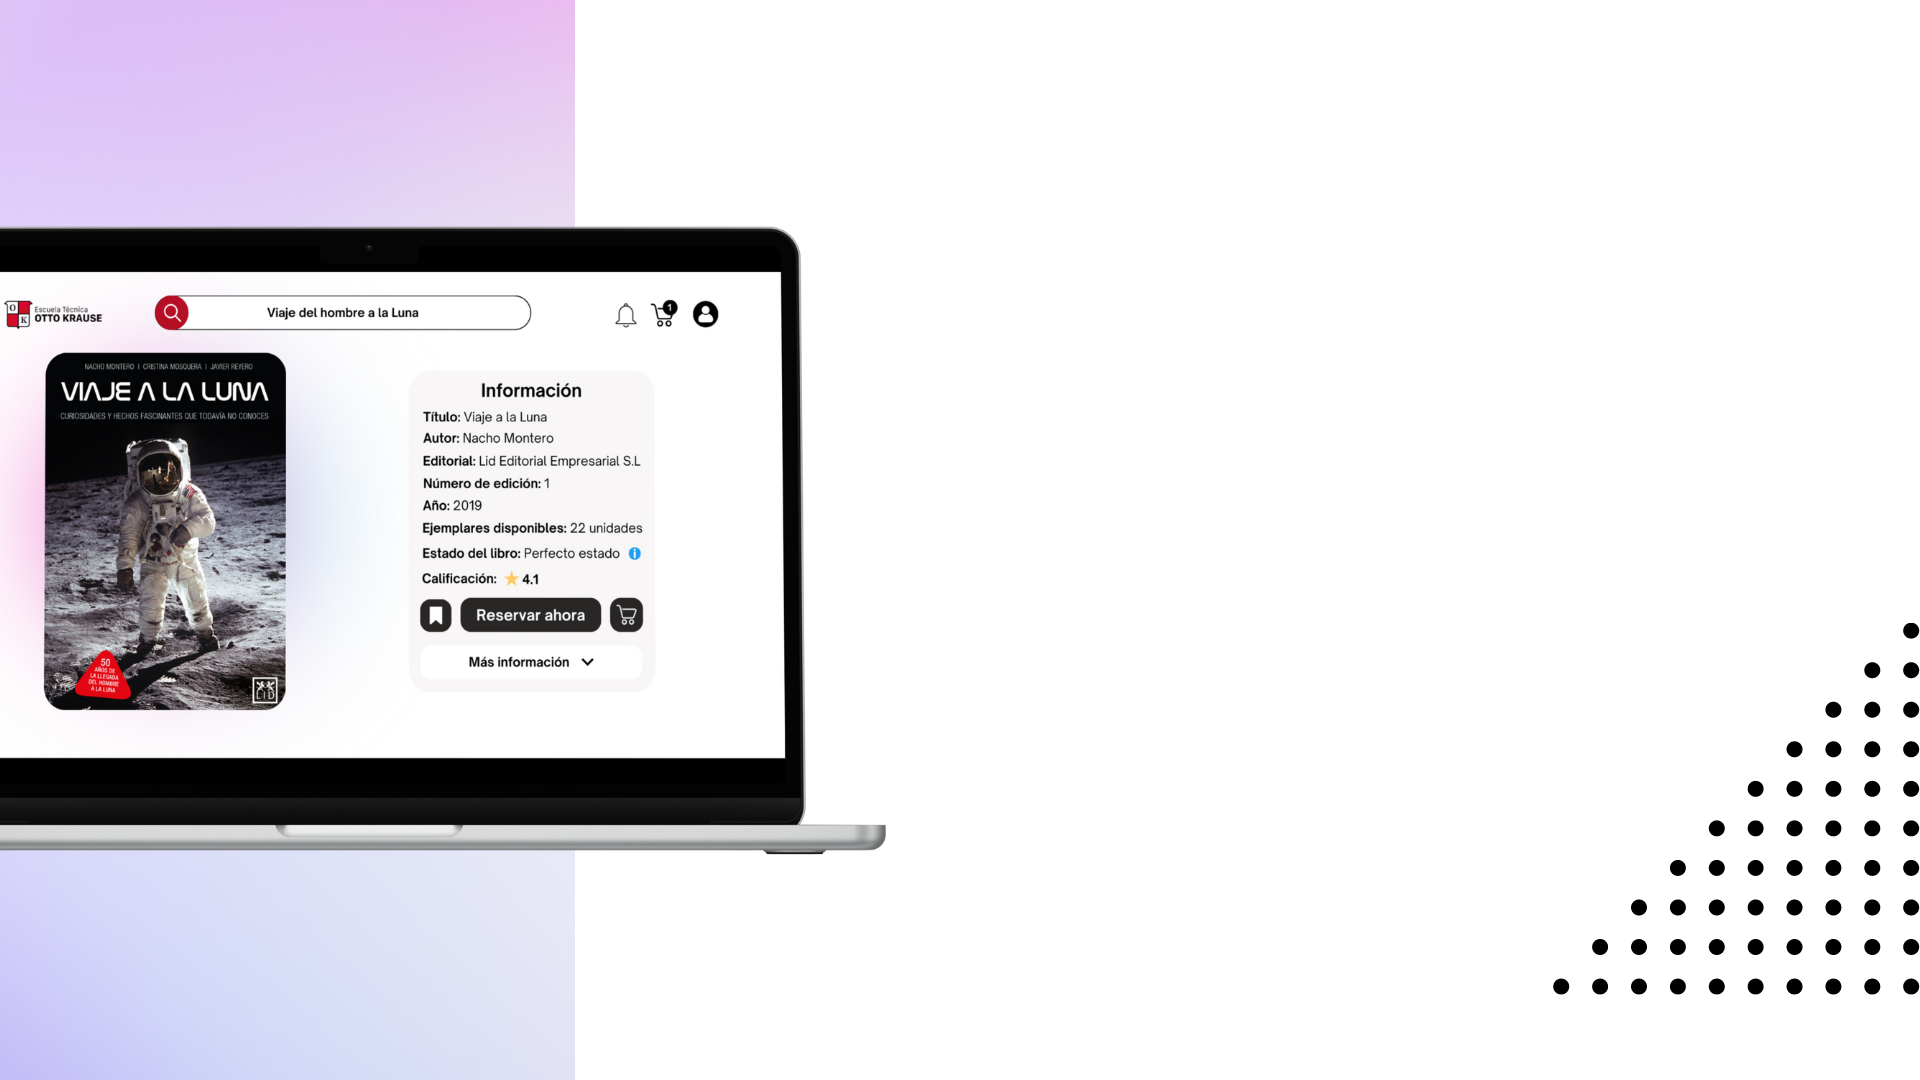 O
K
Escuela Técnica
OTTO KRAUSE
Viaje del hombre a la Luna
1
NACHO MONTERO | CRISTINA MOSQUERA | JAVIER REYERO
VIAJE A LA LUNA
CURIOSIDADES Y HECHOS FASCINANTES QUE TODAVÍA NO CONOCES
50
AÑOS DE
LA LLEGADA
DEL HOMBRE
A LA LUNA
LID
Información
Título: Viaje a la Luna
Autor: Nacho Montero
Editorial: Lid Editorial Empresarial S.L
Número de edición: 1
Año: 2019
Ejemplares disponibles: 22 unidades
Estado del libro: Perfecto estado
Calificación: 4.1
Reservar ahora
Más información